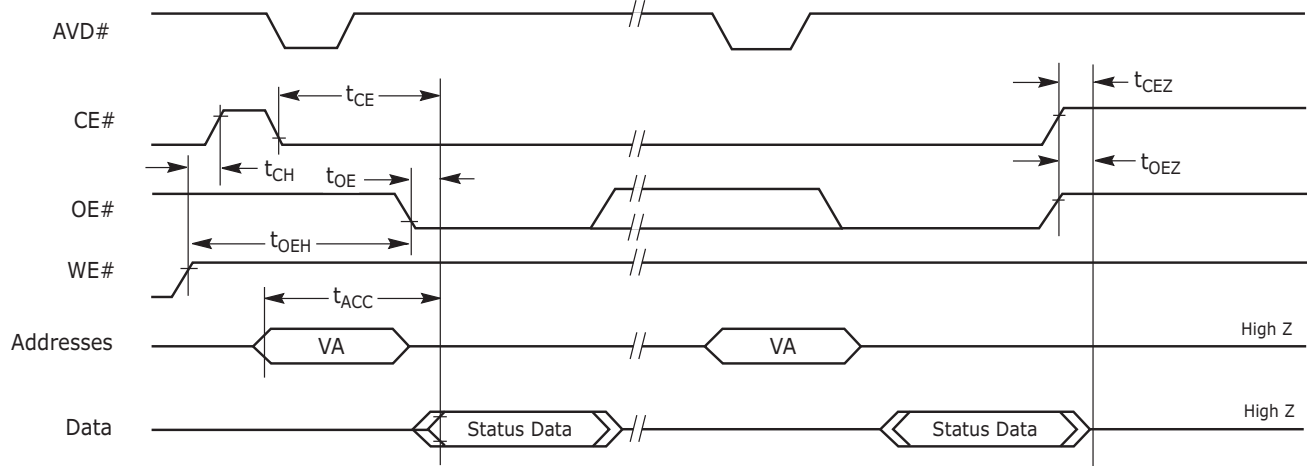 AVD#
tCEZ
tCE
CE#
tCH
tOE
tOEZ
OE#
tOEH
WE#
tACC
Addresses
VA
VA
High Z
Data
Status Data
Status Data
High Z